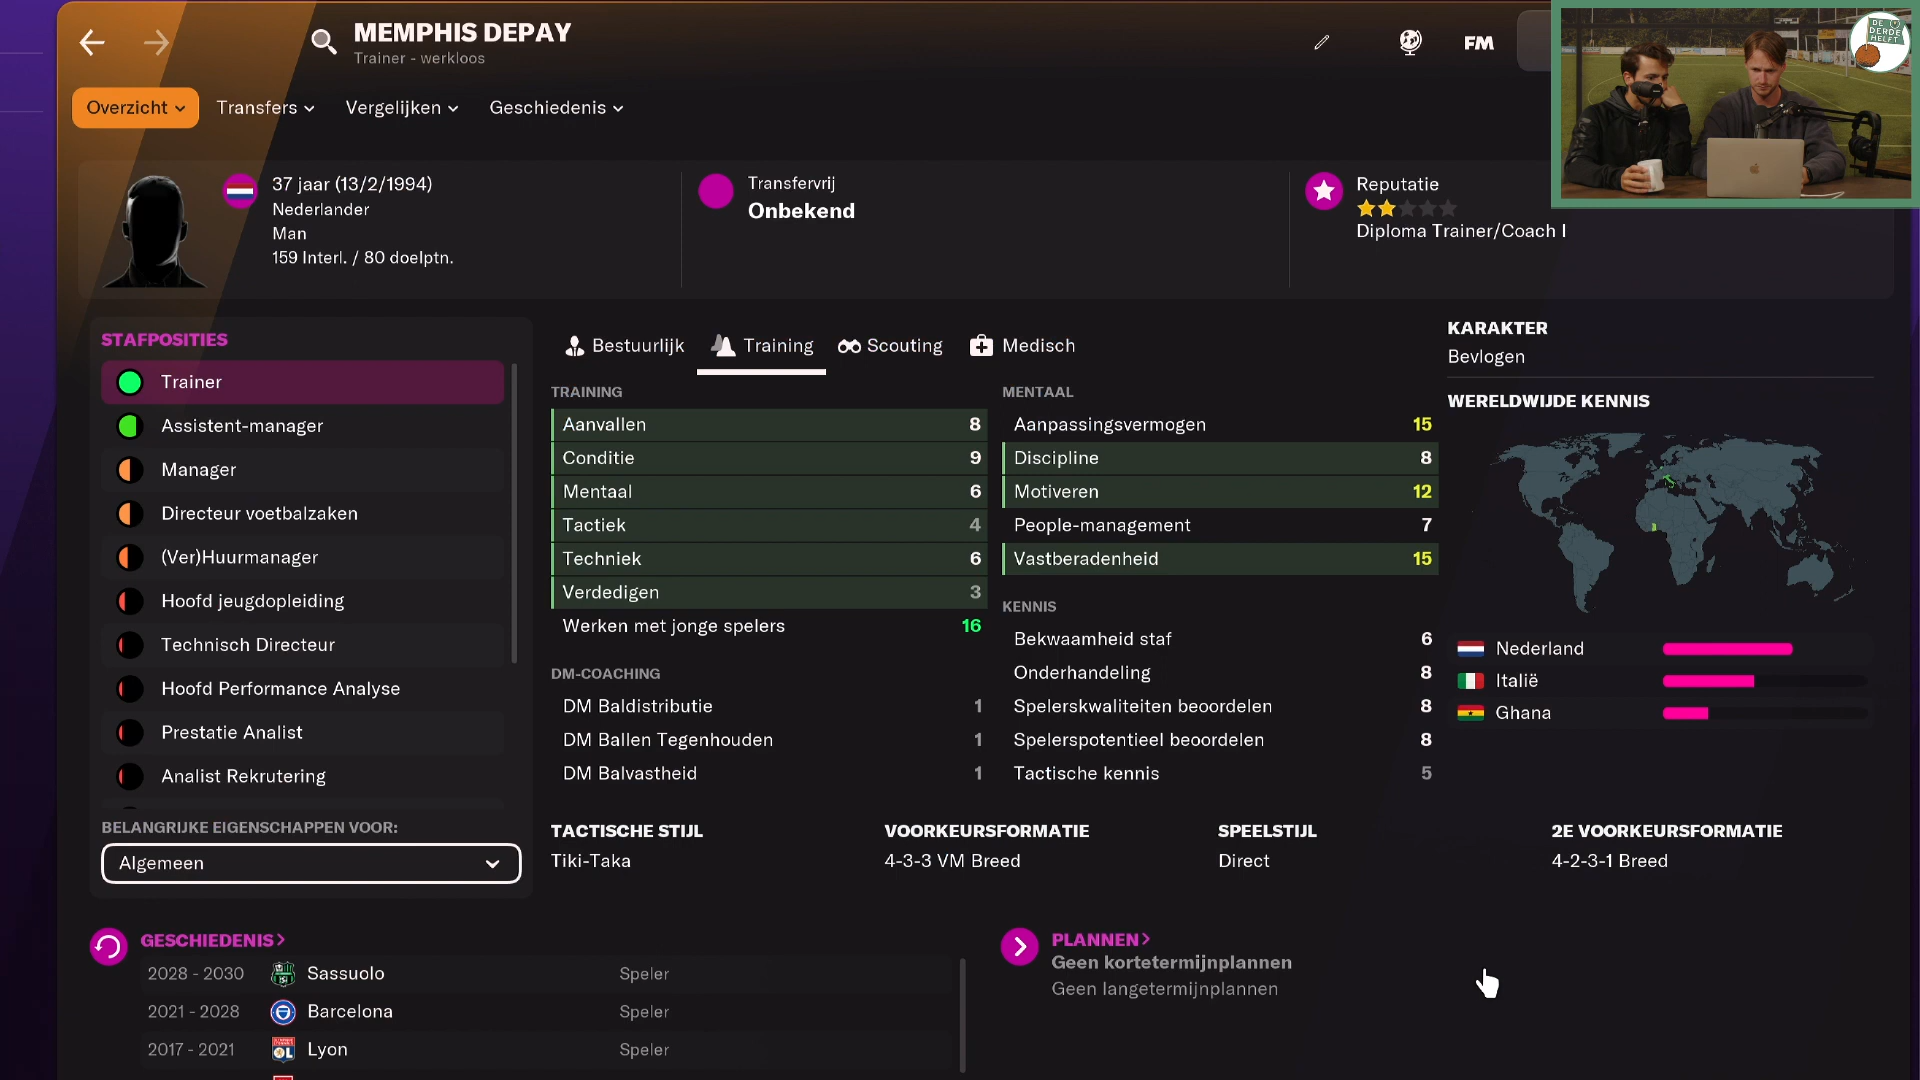 MEMPHIS DEPAY
Trainer - werkloos
FM
DE DERDE HELFT
Overzicht
Transfers
Vergelijken
Geschiedenis
37 jaar (13/2/1994)
Nederlander
Man
159 Interl. / 80 doelptn.
Transfervrij
Onbekend
Reputatie
Diploma Trainer/Coach I
STAFPOSITIES
Trainer
Assistent-manager
Manager
Directeur voetbalzaken
(Ver)Huurmanager
Hoofd jeugdopleiding
Technisch Directeur
Hoofd Performance Analyse
Prestatie Analist
Analist Rekrutering
BELANGRIJKE EIGENSCHAPPEN VOOR:
Algemeen
Bestuurlijk
Training
Scouting
Medisch
TRAINING
Aanvallen 8
Conditie 9
Mentaal 6
Tactiek 4
Techniek 6
Verdedigen 3
Werken met jonge spelers 16
DM-COACHING
DM Baldistributie 1
DM Ballen Tegenhouden 1
DM Balvastheid 1
MENTAAL
Aanpassingsvermogen 15
Discipline 8
Motiveren 12
People-management 7
Vastberadenheid 15
KENNIS
Bekwaamheid staf 6
Onderhandeling 8
Spelerskwaliteiten beoordelen 8
Spelerspotentieel beoordelen 8
Tactische kennis 5
KARAKTER
Bevlogen
WERELDWIJDE KENNIS
Nederland
Italië
Ghana
TACTISCHE STIJL
Tiki-Taka
VOORKEURSFORMATIE
4-3-3 VM Breed
SPEELSTIJL
Direct
2E VOORKEURSFORMATIE
4-2-3-1 Breed
GESCHIEDENIS
2028 - 2030 Sassuolo Speler
2021 - 2028 Barcelona Speler
2017 - 2021 Lyon Speler
PLANNEN
Geen kortetermijnplannen
Geen langetermijnplannen